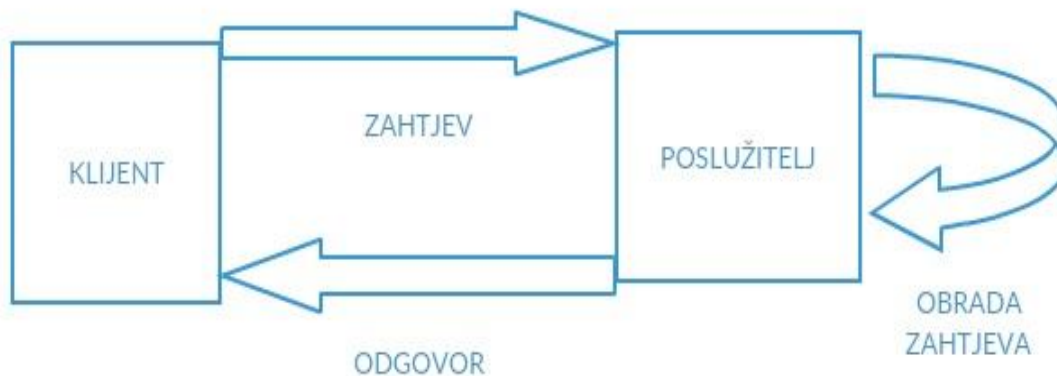 ZAHTJEV
KLIJENT
POSLUŽITELJ
OBRADA
ZAHTJEVA
ODGOVOR